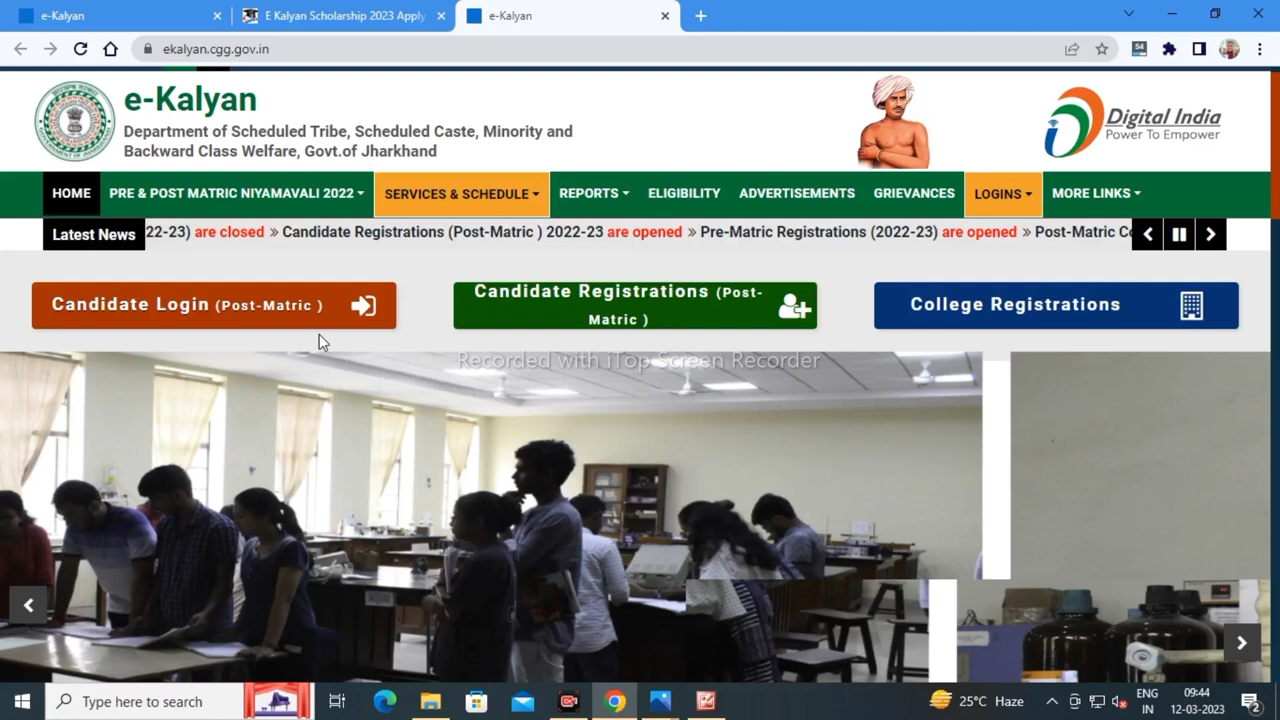 e-Kalyan
E Kalyan Scholarship 2023 Apply
e-Kalyan
ekalyan.cgg.gov.in
54
e-Kalyan
Department of Scheduled Tribe, Scheduled Caste, Minority and
Backward Class Welfare, Govt.of Jharkhand
Digital India
Power To Empower
HOME PRE & POST MATRIC NIYAMAVALI 2022 SERVICES & SCHEDULE REPORTS ELIGIBILITY ADVERTISEMENTS GRIEVANCES LOGINS MORE LINKS
Latest News 22-23) are closed » Candidate Registrations (Post-Matric ) 2022-23 are opened » Pre-Matric Registrations (2022-23) are opened » Post-Matric Co
Candidate Login (Post-Matric )
Candidate Registrations (Post-
Matric )
College Registrations
Recorded with iTop Screen Recorder
Type here to search
25°C Haze
ENG
IN
09:44
12-03-2023
2